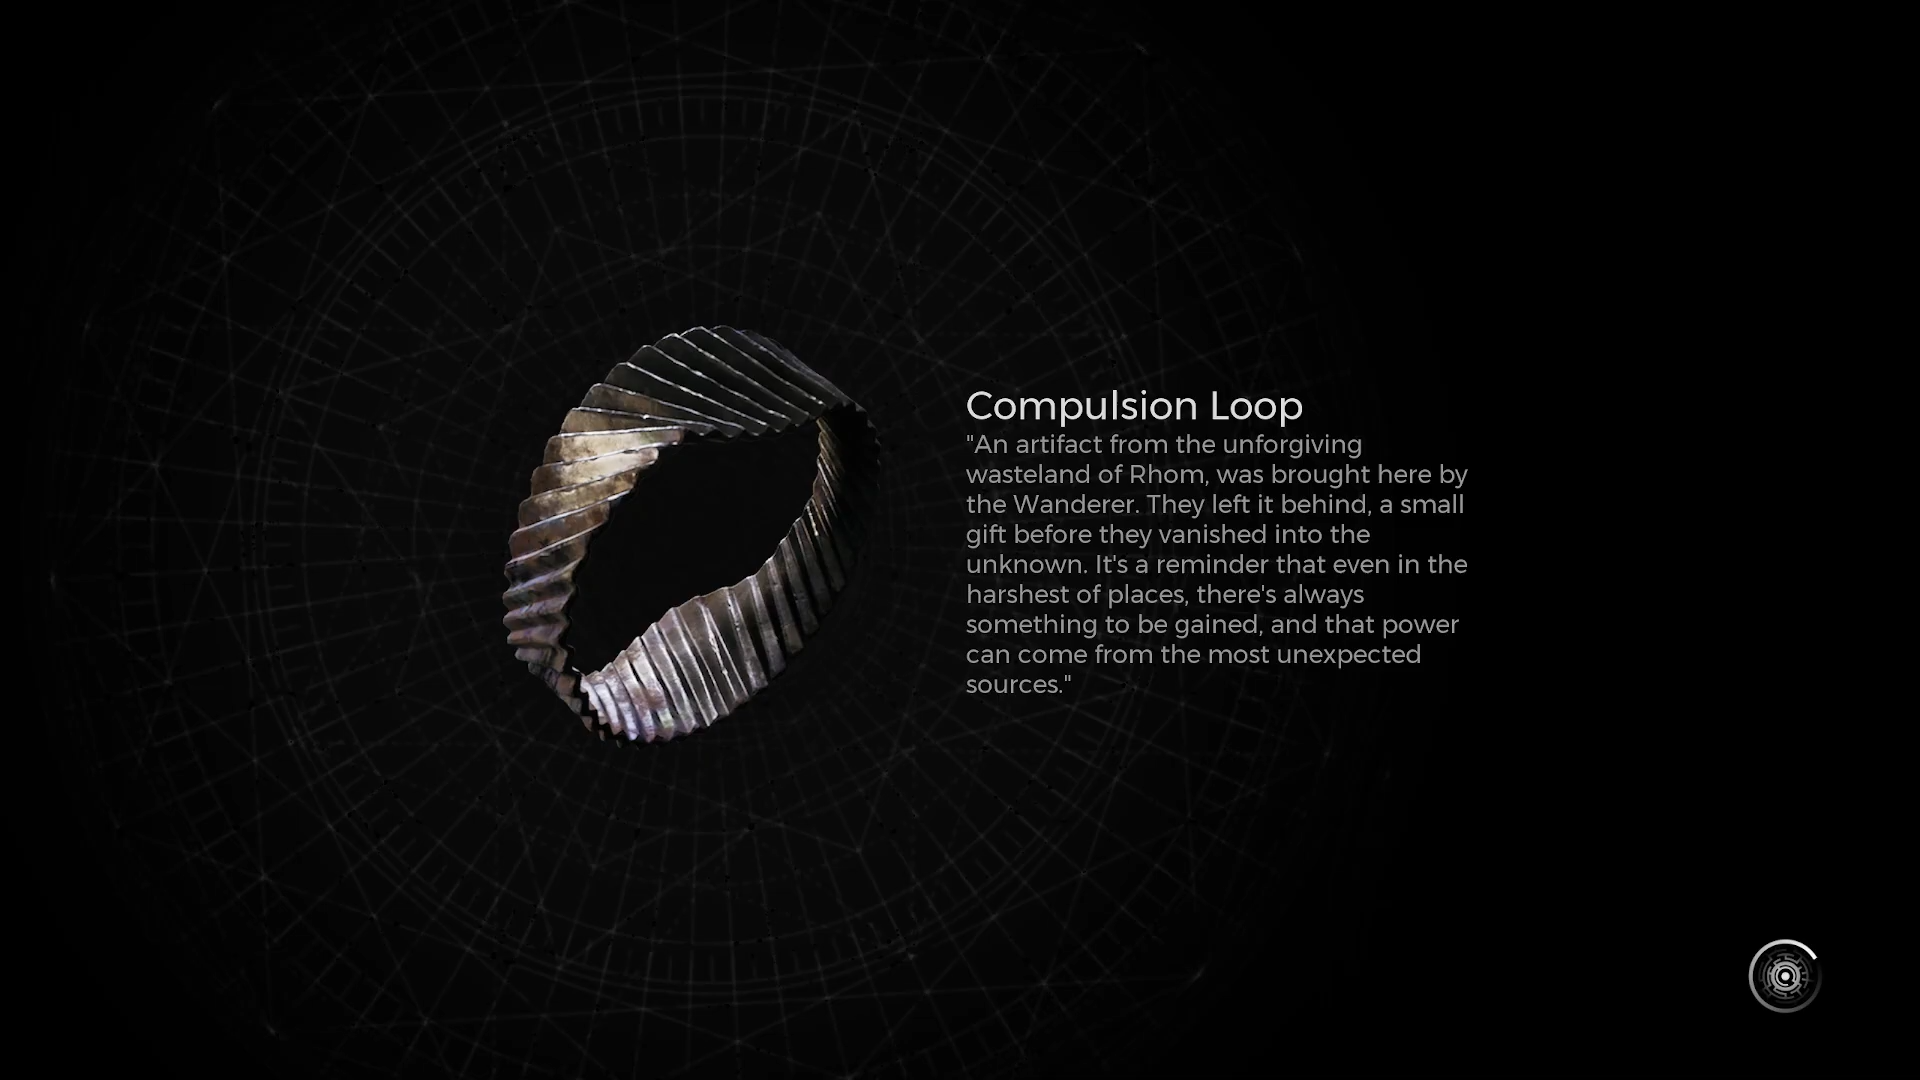 Compulsion Loop
"An artifact from the unforgiving
wasteland of Rhom, was brought here by
the Wanderer. They left it behind, a small
gift before they vanished into the
unknown. It's a reminder that even in the
harshest of places, there's always
something to be gained, and that power
can come from the most unexpected
sources."